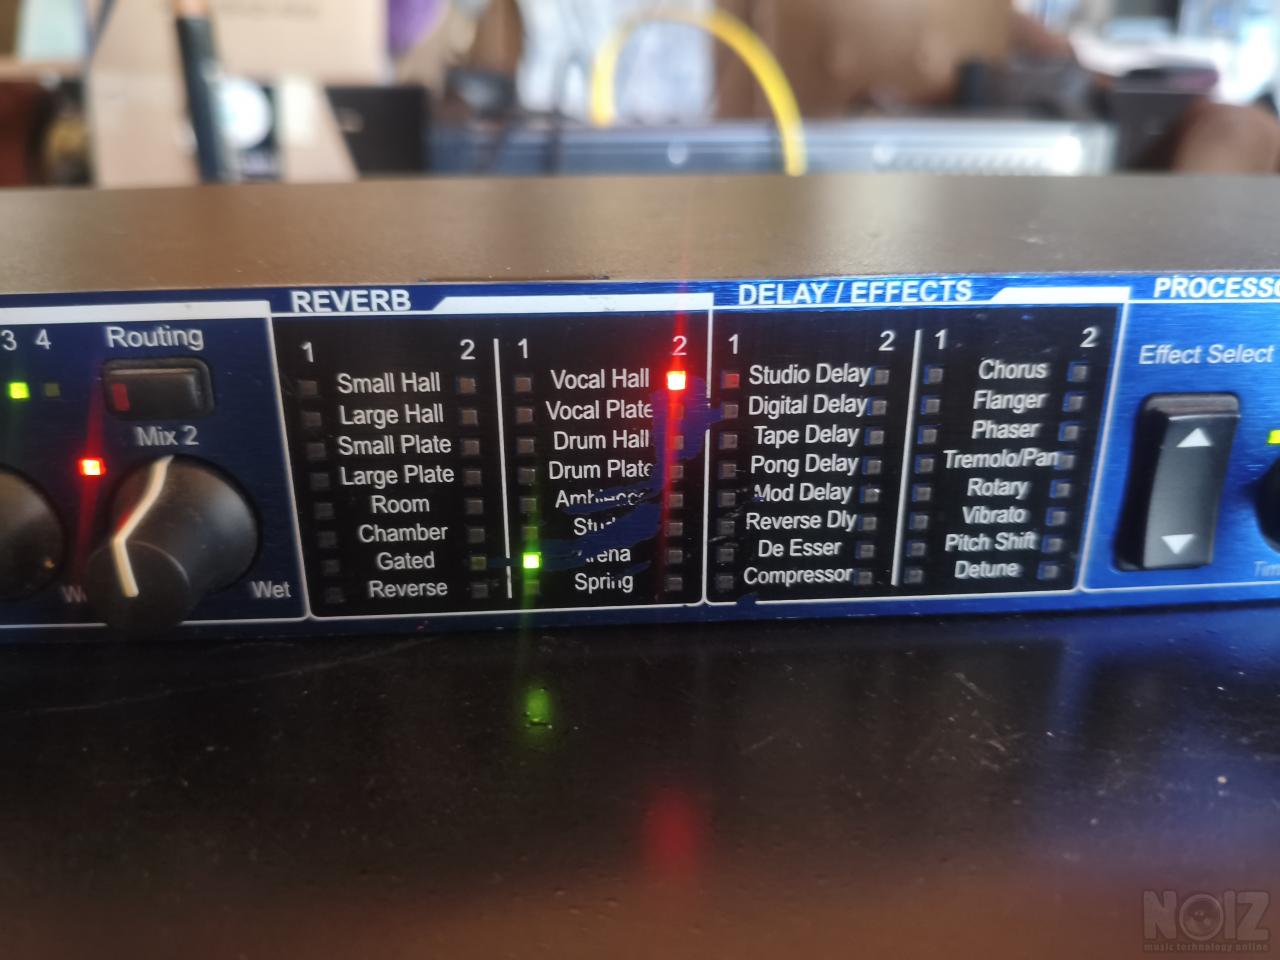 REVERB
DELAY / EFFECTS
PROCESSO
3 4
Routing
Mix 2
Wet
1 2
Small Hall
Large Hall
Small Plate
Large Plate
Room
Chamber
Gated
Reverse
1 2
Vocal Hall
Vocal Plate
Drum Hall
Drum Plate
Spring
1 2
Studio Delay
Digital Delay
Tape Delay
Pong Delay
Mod Delay
Reverse Dly
De Esser
Compressor
1 2
Chorus
Flanger
Phaser
Tremolo/Pan
Rotary
Vibrato
Pitch Shift
Detune
Effect Select
NOIZ
music technology online